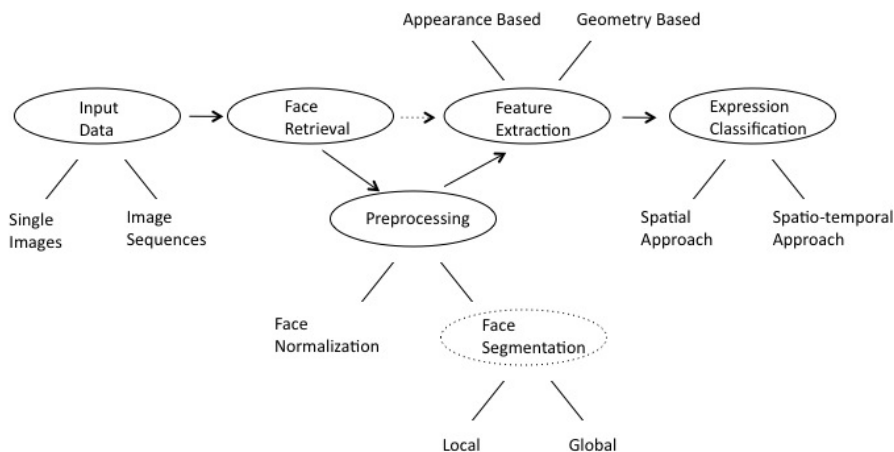 Appearance Based
Geometry Based
Input
Data
Face
Retrieval
Feature
Extraction
Expression
Classification
Single
Images
Image
Sequences
Preprocessing
Spatial
Approach
Spatio-temporal
Approach
Face
Normalization
Face
Segmentation
Local
Global